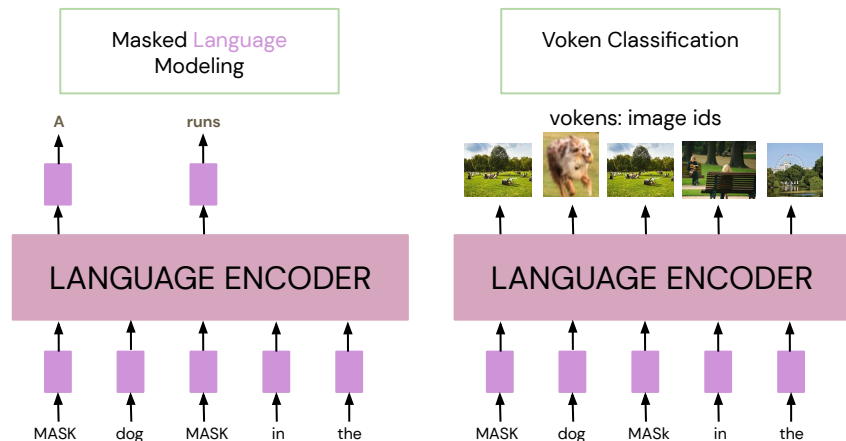 Masked Language
Modeling
A runs
LANGUAGE ENCODER
MASK dog MASK in the
Voken Classification
vokens: image ids
LANGUAGE ENCODER
MASK dog MASk in the